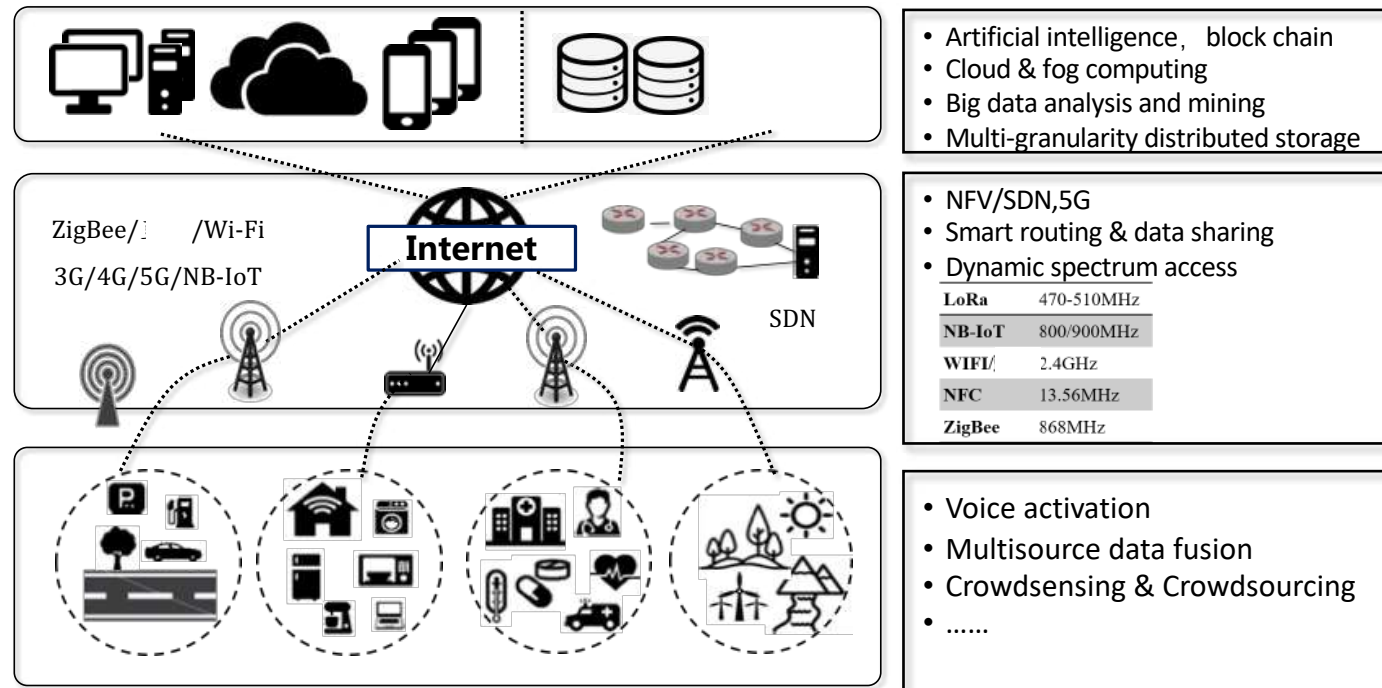 • Artificial intelligence， block chain
• Cloud & fog computing
• Big data analysis and mining
• Multi-granularity distributed storage
ZigBee/ /Wi-Fi
3G/4G/5G/NB-IoT
Internet
SDN
• NFV/SDN,5G
• Smart routing & data sharing
• Dynamic spectrum access
LoRa 470-510MHz
NB-IoT 800/900MHz
WIFI/ 2.4GHz
NFC 13.56MHz
ZigBee 868MHz
P
• Voice activation
• Multisource data fusion
• Crowdsensing & Crowdsourcing
• ......